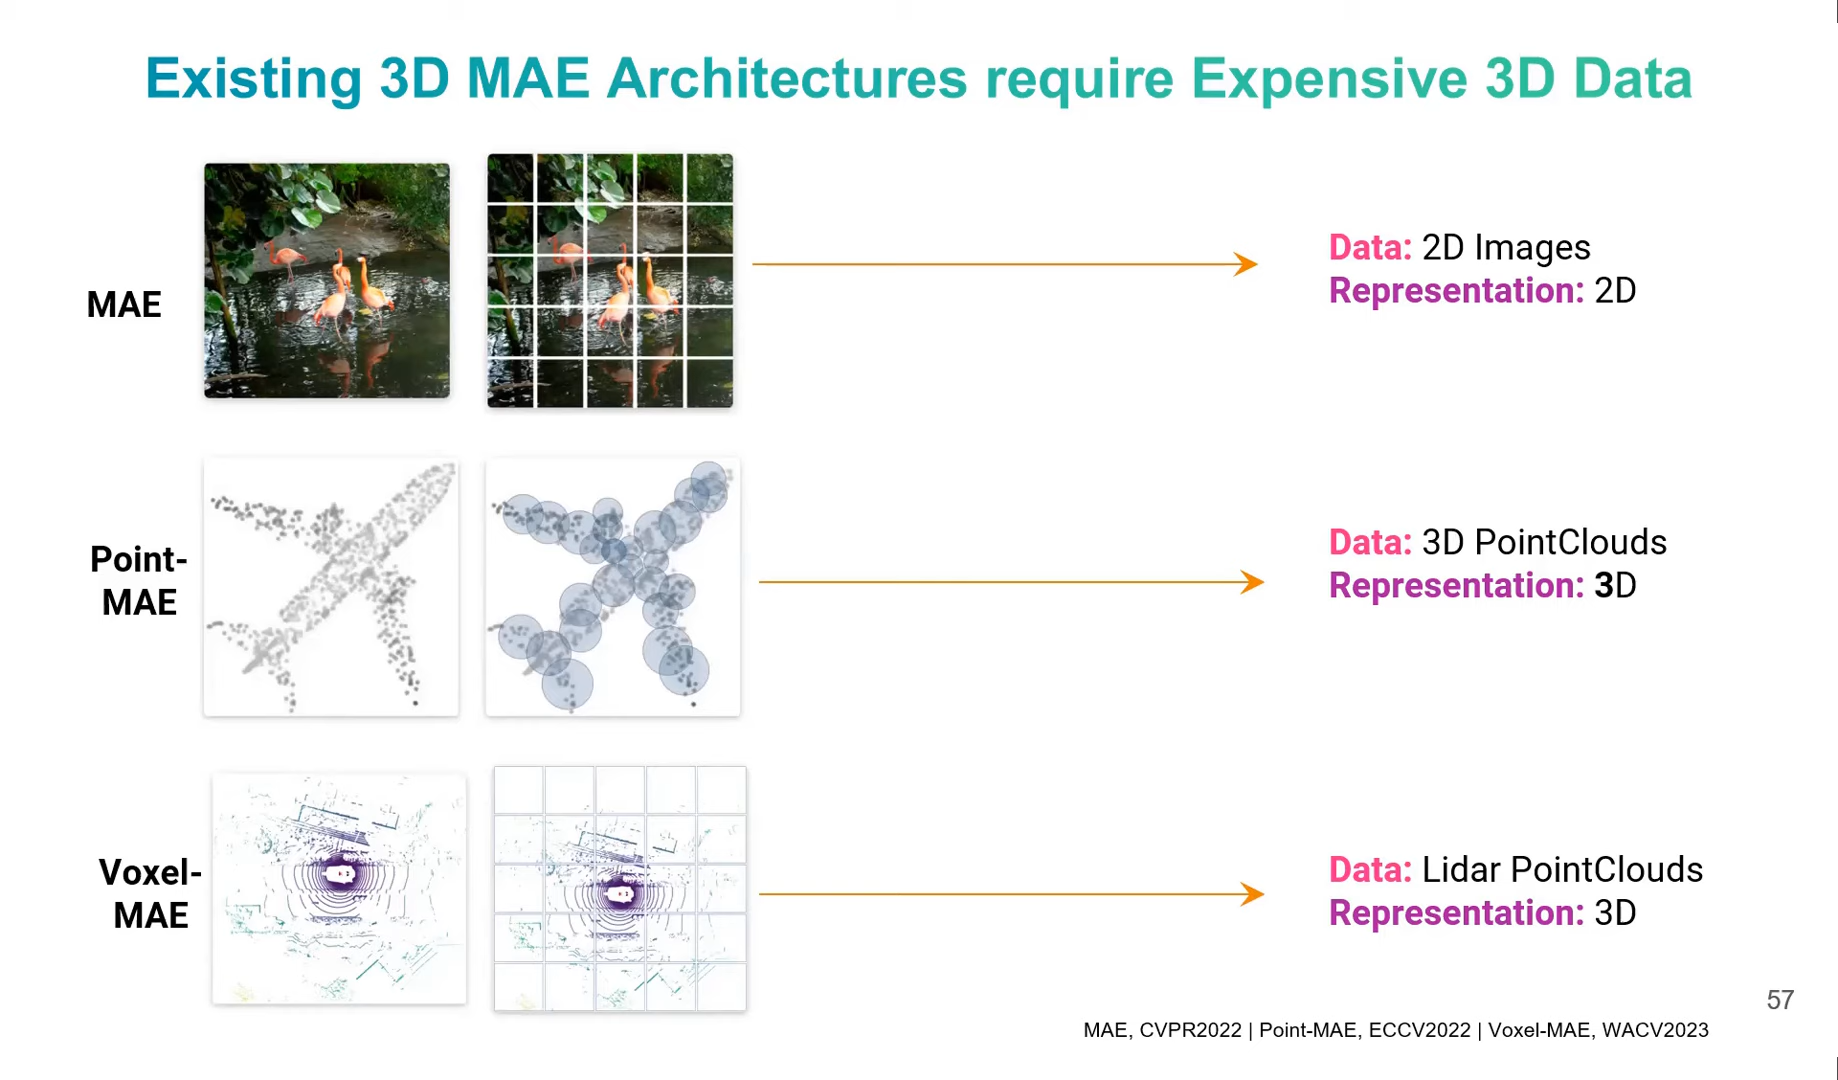 Existing 3D MAE Architectures require Expensive 3D Data
MAE
Data: 2D Images
Representation: 2D
Point-
MAE
Data: 3D PointClouds
Representation: 3D
Voxel-
MAE
Data: Lidar PointClouds
Representation: 3D
57
MAE, CVPR2022 | Point-MAE, ECCV2022 | Voxel-MAE, WACV2023